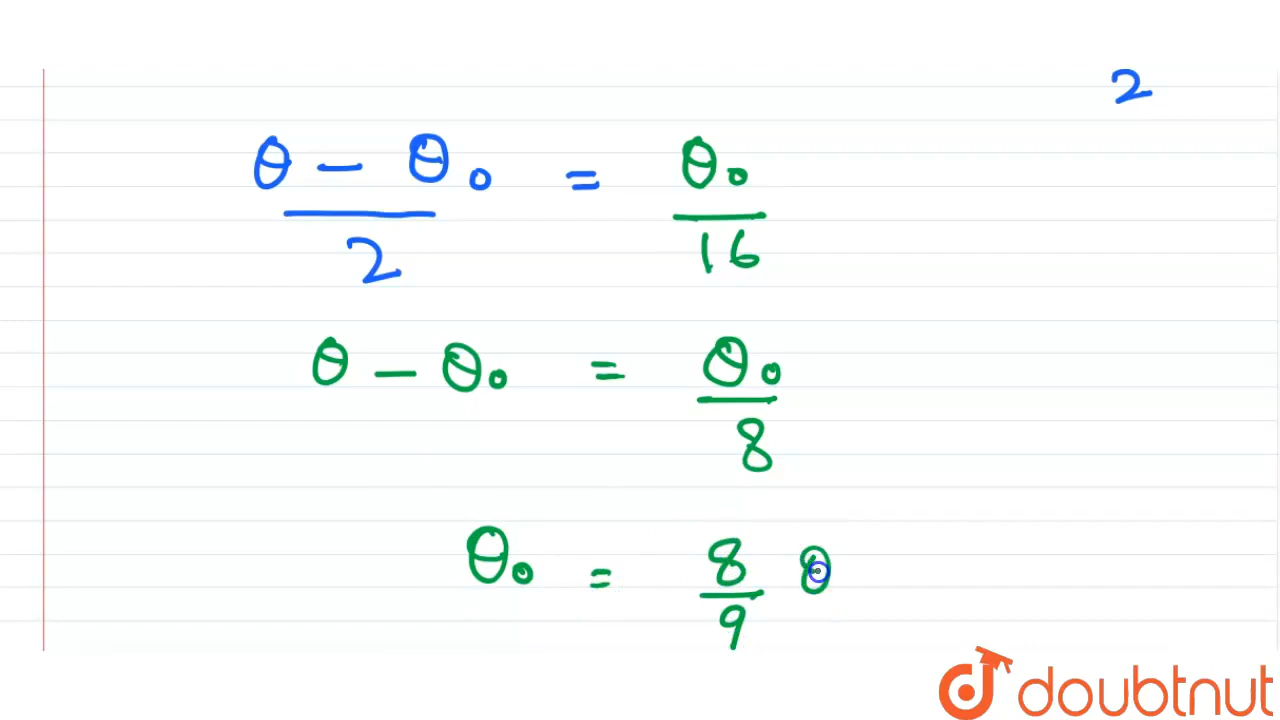 2
θ - θ₀ = θ₀
2 16
θ - θ₀ = θ₀
8
θ₀ = 8 θ
9
doubtnut